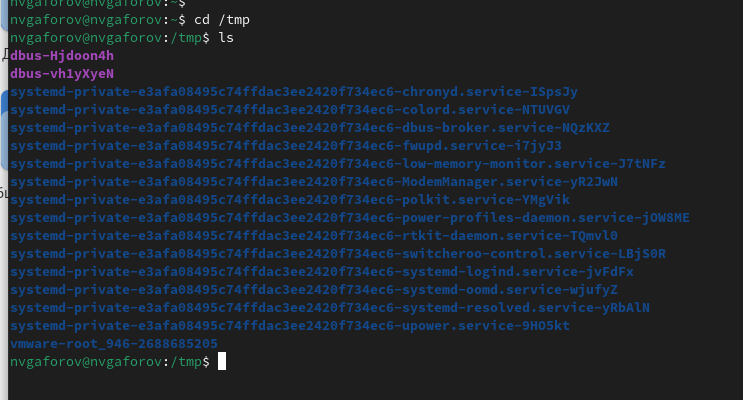 nvgaforov@nvgaforov:~$
nvgaforov@nvgaforov:~$ cd /tmp
nvgaforov@nvgaforov:/tmp$ ls
dbus-Hjdoon4h
dbus-vh1yXyeN
systemd-private-e3afa08495c74ffdac3ee2420f734ec6-chronyd.service-ISpsJy
systemd-private-e3afa08495c74ffdac3ee2420f734ec6-colord.service-NTUVGV
systemd-private-e3afa08495c74ffdac3ee2420f734ec6-dbus-broker.service-NQzKXZ
systemd-private-e3afa08495c74ffdac3ee2420f734ec6-fwupd.service-i7jyJ3
systemd-private-e3afa08495c74ffdac3ee2420f734ec6-low-memory-monitor.service-J7tNFz
systemd-private-e3afa08495c74ffdac3ee2420f734ec6-ModemManager.service-yR2JwN
systemd-private-e3afa08495c74ffdac3ee2420f734ec6-polkit.service-YMgVik
systemd-private-e3afa08495c74ffdac3ee2420f734ec6-power-profiles-daemon.service-jOW8ME
systemd-private-e3afa08495c74ffdac3ee2420f734ec6-rtkit-daemon.service-TQmvl0
systemd-private-e3afa08495c74ffdac3ee2420f734ec6-switcheroo-control.service-LBjS0R
systemd-private-e3afa08495c74ffdac3ee2420f734ec6-systemd-logind.service-jvFdFx
systemd-private-e3afa08495c74ffdac3ee2420f734ec6-systemd-oomd.service-wjufyZ
systemd-private-e3afa08495c74ffdac3ee2420f734ec6-systemd-resolved.service-yRbAlN
systemd-private-e3afa08495c74ffdac3ee2420f734ec6-upower.service-9HO5kt
vmware-root_946-2688685205
nvgaforov@nvgaforov:/tmp$